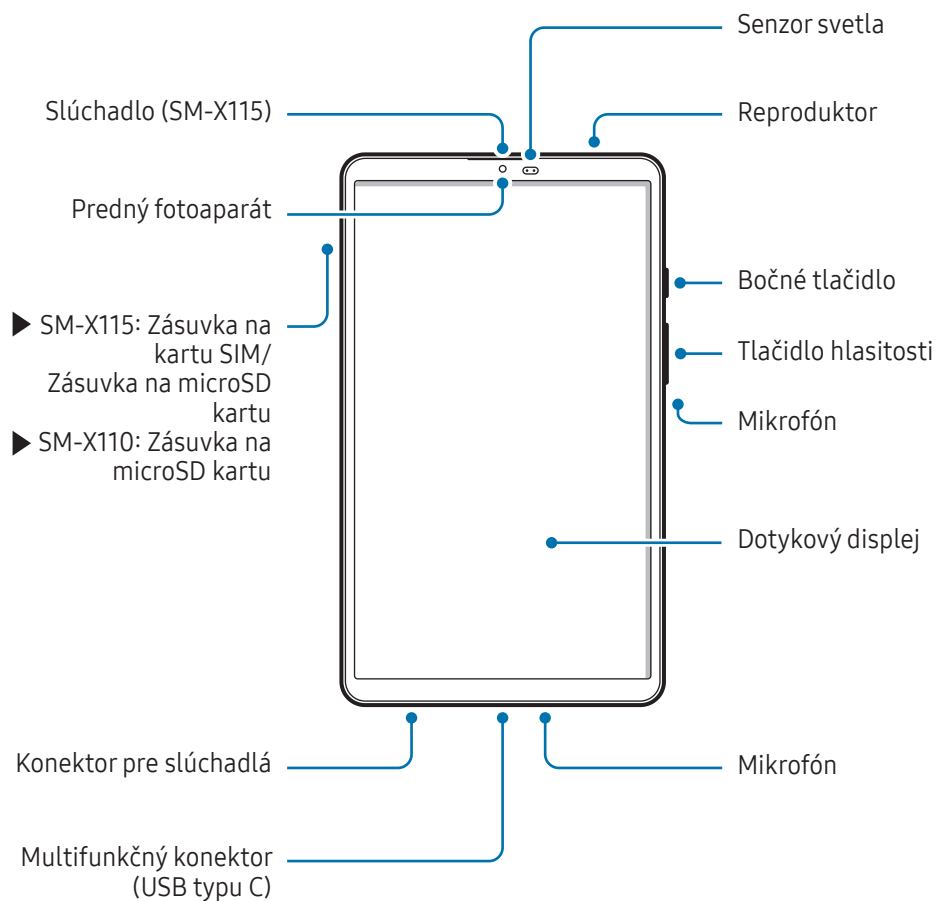 Senzor svetla
Slúchadlo (SM-X115)
Reproduktor
Predný fotoaparát
Bočné tlačidlo
▶ SM-X115: Zásuvka na
kartu SIM/
Zásuvka na microSD
kartu
▶ SM-X110: Zásuvka na
microSD kartu
Tlačidlo hlasitosti
Mikrofón
Dotykový displej
Konektor pre slúchadlá
Mikrofón
Multifunkčný konektor
(USB typu C)